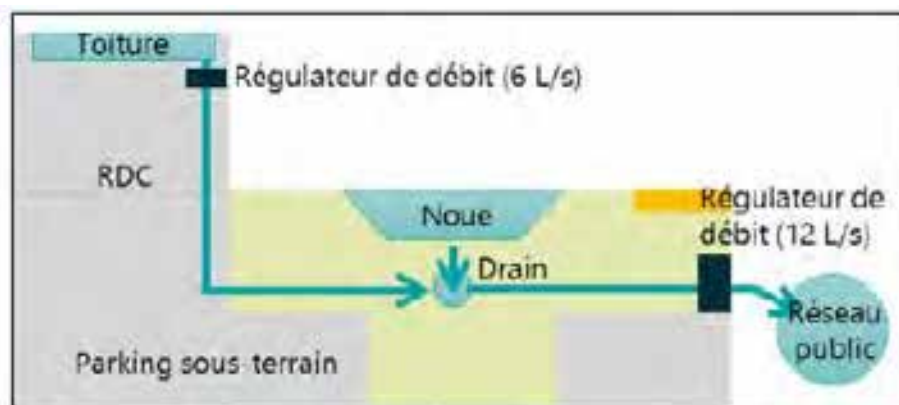 Toiture
Régulateur de débit (6 L/s)
RDC
Régulateur de
débit (12 L/s)
Noue
Drain
Réseau
public
Parking sous terrain